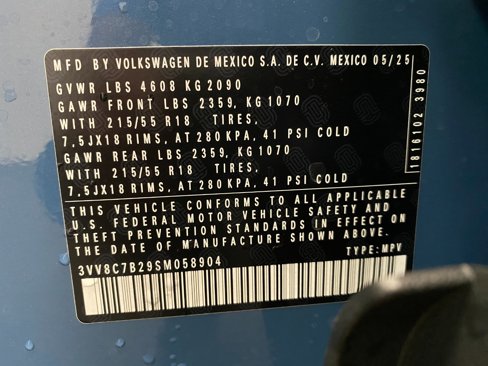 MFD BY VOLKSWAGEN DE MEXICO S.A. DE C.V. MEXICO 05/25
GVWR LBS 4608 KG 2090
GAWR FRONT LBS 2359, KG 1070
WITH 215/55 R18 TIRES,
7.5JX18 RIMS, AT 280 KPA, 41 PSI COLD
GAWR REAR LBS 2359, KG 1070
WITH 215/55 R18 TIRES,
7.5JX18 RIMS, AT 280 KPA, 41 PSI COLD
THIS VEHICLE CONFORMS TO ALL APPLICABLE
U.S. FEDERAL MOTOR VEHICLE SAFETY AND
THEFT PREVENTION STANDARDS IN EFFECT ON
THE DATE OF MANUFACTURE SHOWN ABOVE.
3VV8C7B29SM058904 TYPE: MPV
1816102 3980